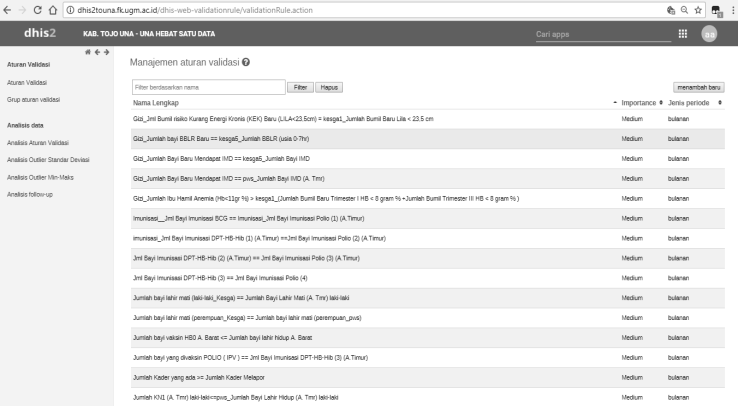 dhis2touna.fk.ugm.ac.id/dhis-web-validationrule/validationRule.action
dhis2
KAB. TOJO UNA - UNA HEBAT SATU DATA
Cari apps
aa
Aturan Validasi
Aturan Validasi
Grup aturan validasi
Analisis data
Analisis Aturan Validasi
Analisis Outlier Standar Deviasi
Analisis Outlier Min-Maks
Analisis follow-up
Manajemen aturan validasi
Filter berdasarkan nama
Filter
Hapus
menambah baru
Nama Lengkap Importance Jenis periode
Gizi_Jml Bumil risiko Kurang Energi Kronis (KEK) Baru (LILA<23,5cm) = kesga1_Jumlah Bumil Baru Lila < 23.5 cm Medium bulanan
Gizi_Jumlah bayi BBLR Baru == kesga5_Jumlah BBLR (usia 0-7hr) Medium bulanan
Gizi_Jumlah Bayi Baru Mendapat IMD == kesga5_Jumlah Bayi IMD Medium bulanan
Gizi_Jumlah Bayi Baru Mendapat IMD == pws_Jumlah Bayi IMD (A. Tmr) Medium bulanan
Gizi_Jumlah Ibu Hamil Anemia (Hb<11gr %) > kesga1_(Jumlah Bumil Baru Trimester I HB < 8 gram % +Jumlah Bumil Trimester III HB < 8 gram % ) Medium bulanan
Imunisasi__Jml Bayi Imunisasi BCG == Imunisasi_Jml Bayi Imunisasi Polio (1) (A.Timur) Medium bulanan
imunisasi_Jml Bayi Imunisasi DPT-HB-Hib (1) (A.Timur) ==Jml Bayi Imunisasi Polio (2) (A.Timur) Medium bulanan
Jml Bayi Imunisasi DPT-HB-Hib (2) (A.Timur) == Jml Bayi Imunisasi Polio (3) (A.Timur) Medium bulanan
Jml Bayi Imunisasi DPT-HB-Hib (3) == Jml Bayi Imunisasi Polio (4) Medium bulanan
Jumlah bayi lahir mati (laki-laki_Kesga) == Jumlah Bayi Lahir Mati (A. Tmr) laki-laki Medium bulanan
Jumlah bayi lahir mati (perempuan_Kesga) == Jumlah bayi lahir mati (perempuan_pws) Medium bulanan
Jumlah bayi vaksin HB0 A. Barat <= Jumlah bayi lahir hidup A. Barat Medium bulanan
Jumlah bayi yang divaksin POLIO ( IPV ) == Jml Bayi Imunisasi DPT-HB-Hib (3) (A.Timur) Medium bulanan
Jumlah Kader yang ada >= Jumlah Kader Melapor Medium bulanan
Jumlah KN1 (A. Tmr) laki-laki<=pws_Jumlah Bayi Lahir Hidup (A. Tmr) laki-laki Medium bulanan